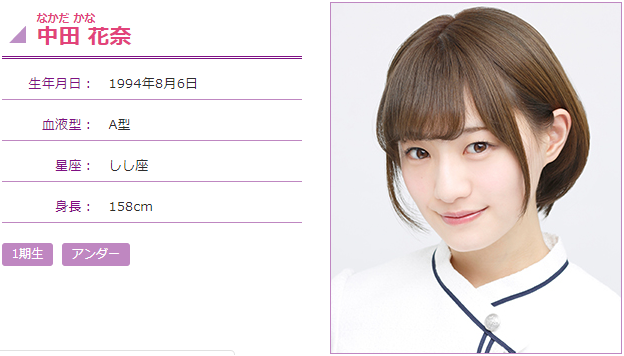 なかだ かな
中田 花奈
生年月日： 1994年8月6日
血液型： A型
星座： しし座
身長： 158cm
1期生 アンダー